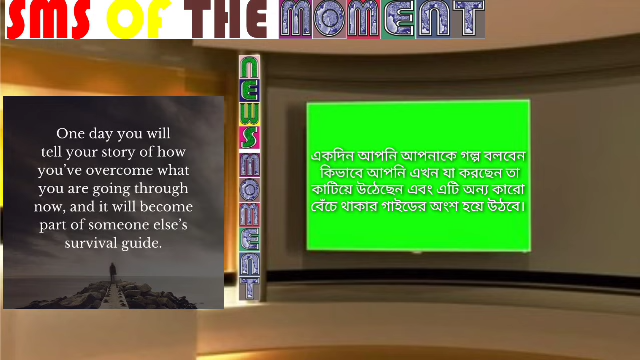 SMS OF THE MOMENT
NEWS MOMENT
One day you will
tell your story of how
you've overcome what
you are going through
now, and it will become
part of someone else's
survival guide.
একদিন আপনি আপনাকে গল্প বলবেন
কিভাবে আপনি এখন যা করছেন তা
কাটিয়ে উঠেছেন এবং এটি অন্য কারো
বেঁচে থাকার গাইডের অংশ হয়ে উঠবে।